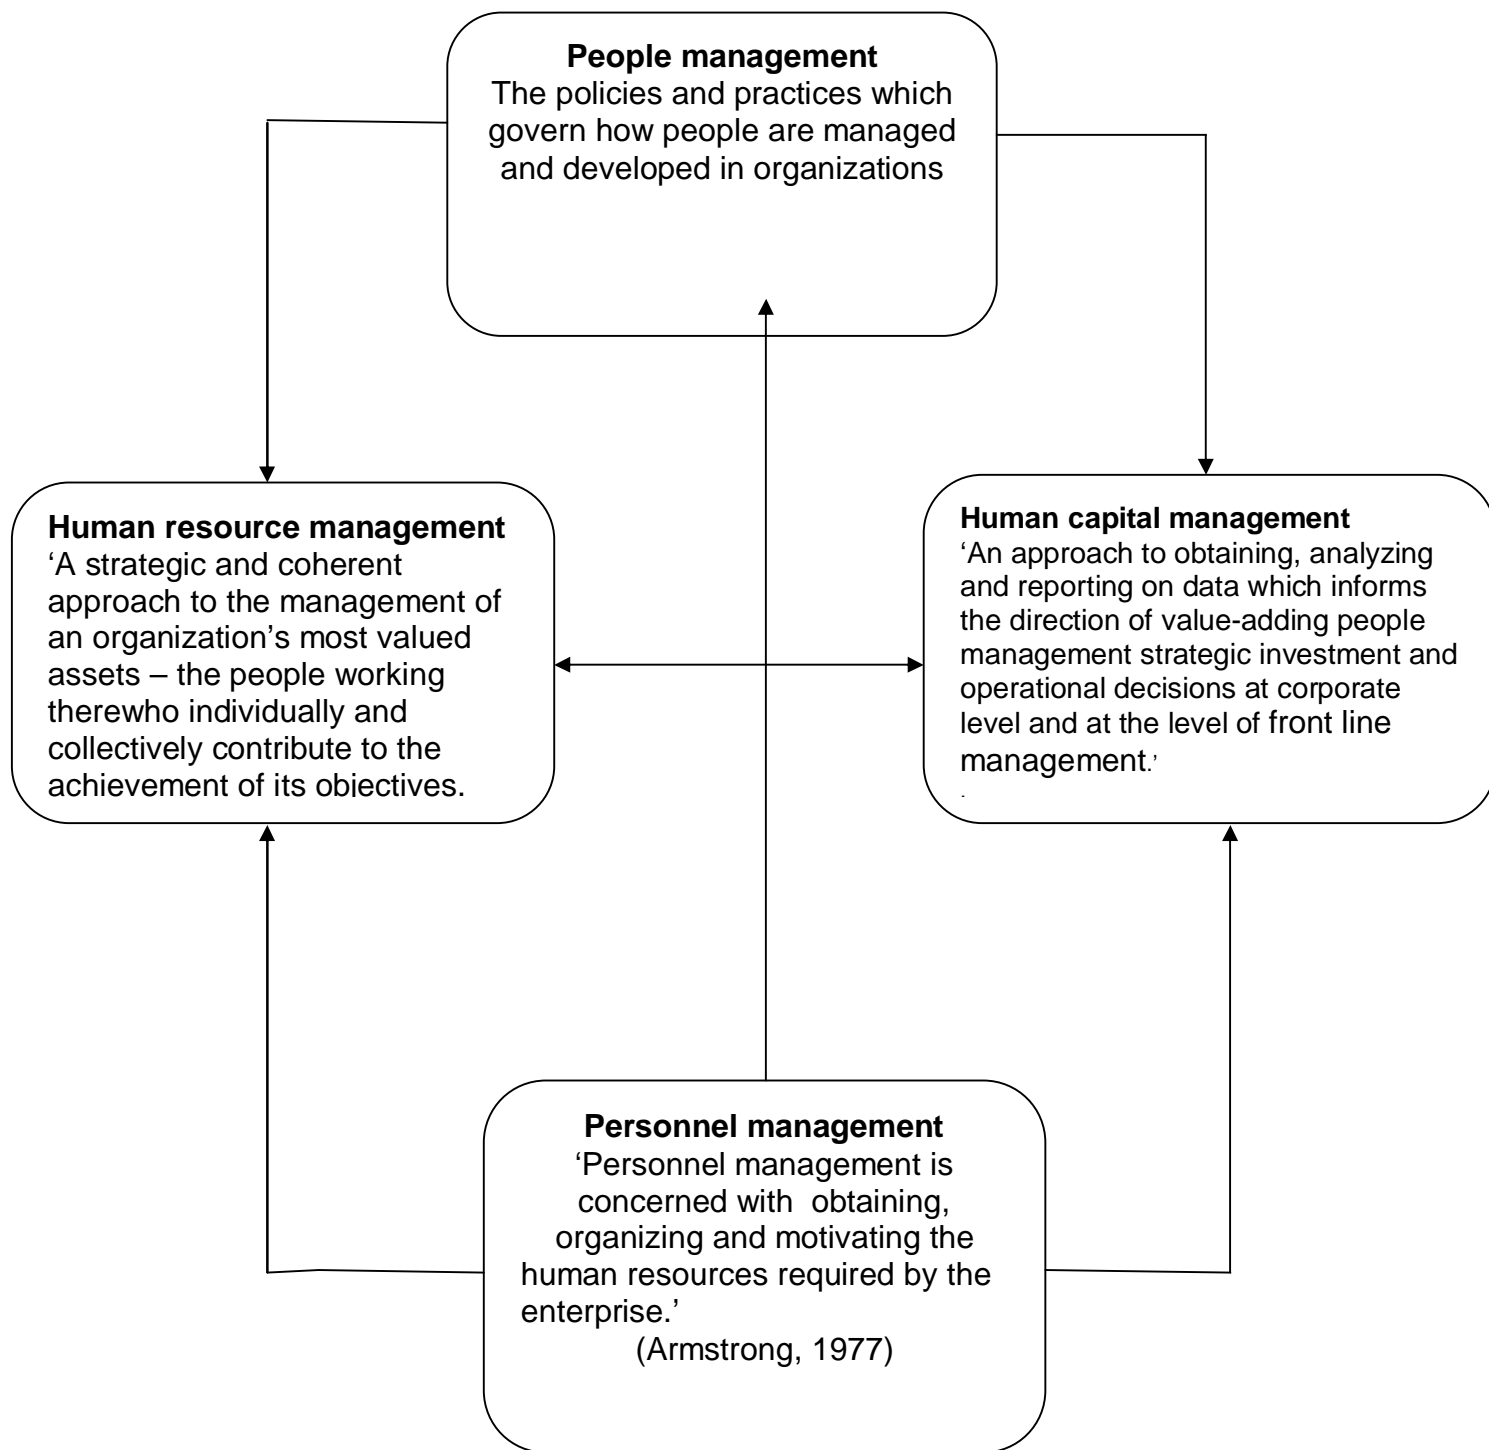 People management
The policies and practices which
govern how people are managed
and developed in organizations
Human resource management
‘A strategic and coherent
approach to the management of
an organization’s most valued
assets – the people working
therewho individually and
collectively contribute to the
achievement of its objectives.
Human capital management
‘An approach to obtaining, analyzing
and reporting on data which informs
the direction of value-adding people
management strategic investment and
operational decisions at corporate
level and at the level of front line
management.’
.
Personnel management
‘Personnel management is
concerned with  obtaining,
organizing and motivating the
human resources required by the
enterprise.’
(Armstrong, 1977)